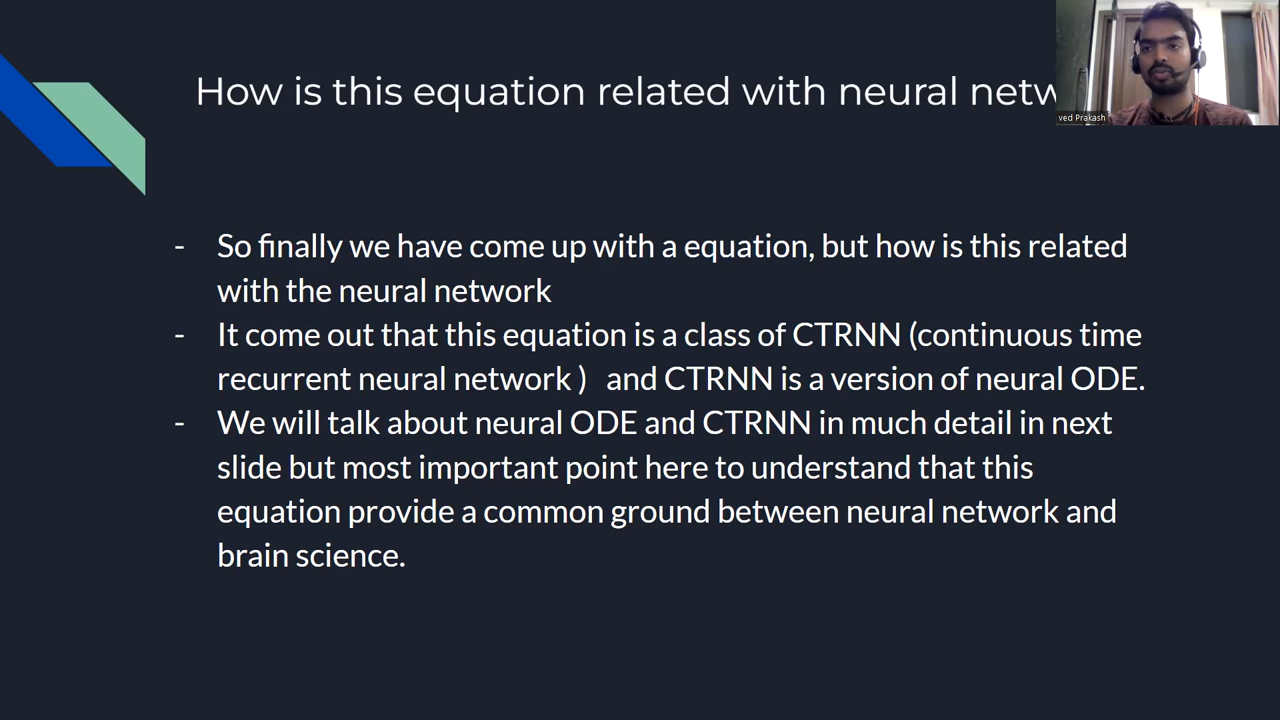 How is this equation related with neural netw
ved Prakash
- So finally we have come up with a equation, but how is this related
with the neural network
- It come out that this equation is a class of CTRNN (continuous time
recurrent neural network ) and CTRNN is a version of neural ODE.
- We will talk about neural ODE and CTRNN in much detail in next
slide but most important point here to understand that this
equation provide a common ground between neural network and
brain science.